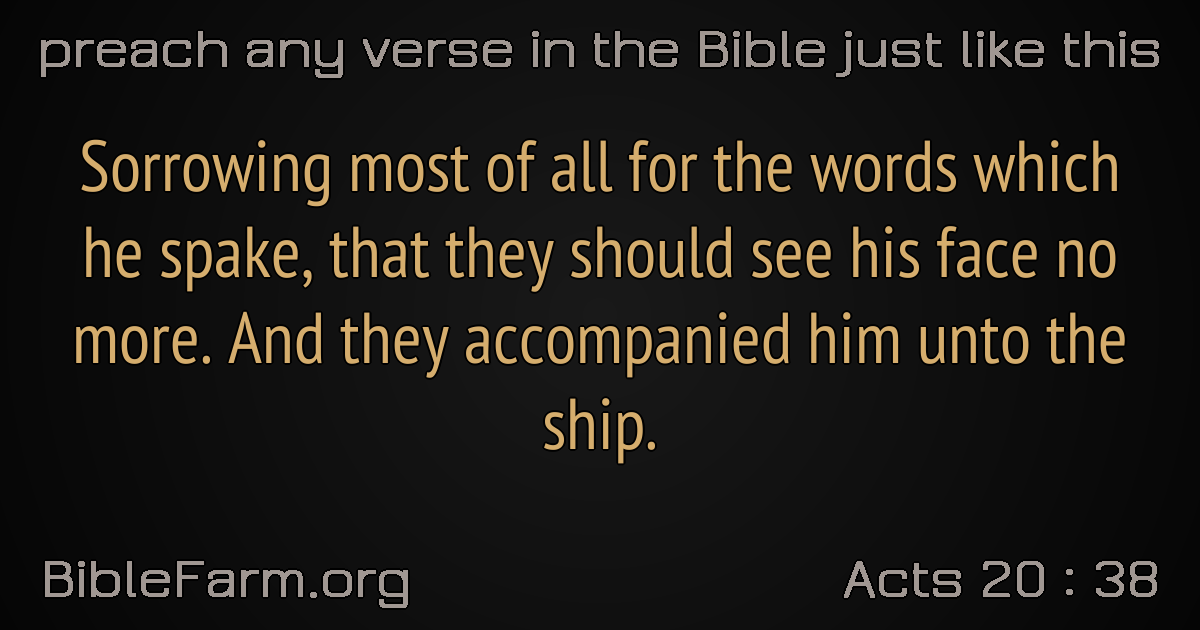 preach any verse in the Bible just like this
Sorrowing most of all for the words which
he spake, that they should see his face no
more. And they accompanied him unto the
ship.
BibleFarm.org
Acts 20 : 38